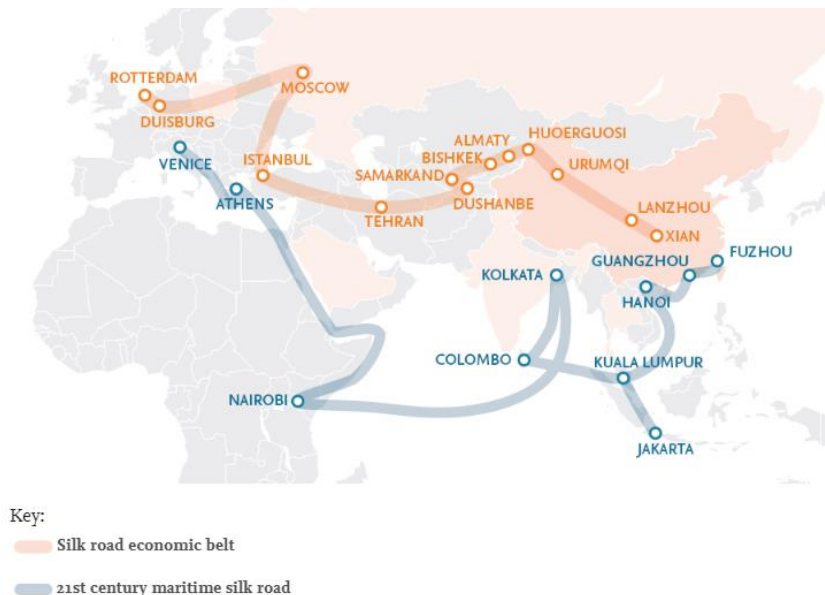 ROTTERDAM
MOSCOW
DUISBURG
VENICE
ISTANBUL
ATHENS
ALMATY
HUOERGUOSI
BISHKEK
SAMARKAND
URUMQI
DUSHANBE
TEHRAN
LANZHOU
XIAN
GUANGZHOU
FUZHOU
KOLKATA
HANOI
COLOMBO
KUALA LUMPUR
NAIROBI
JAKARTA
Key:
Silk road economic belt
21st century maritime silk road